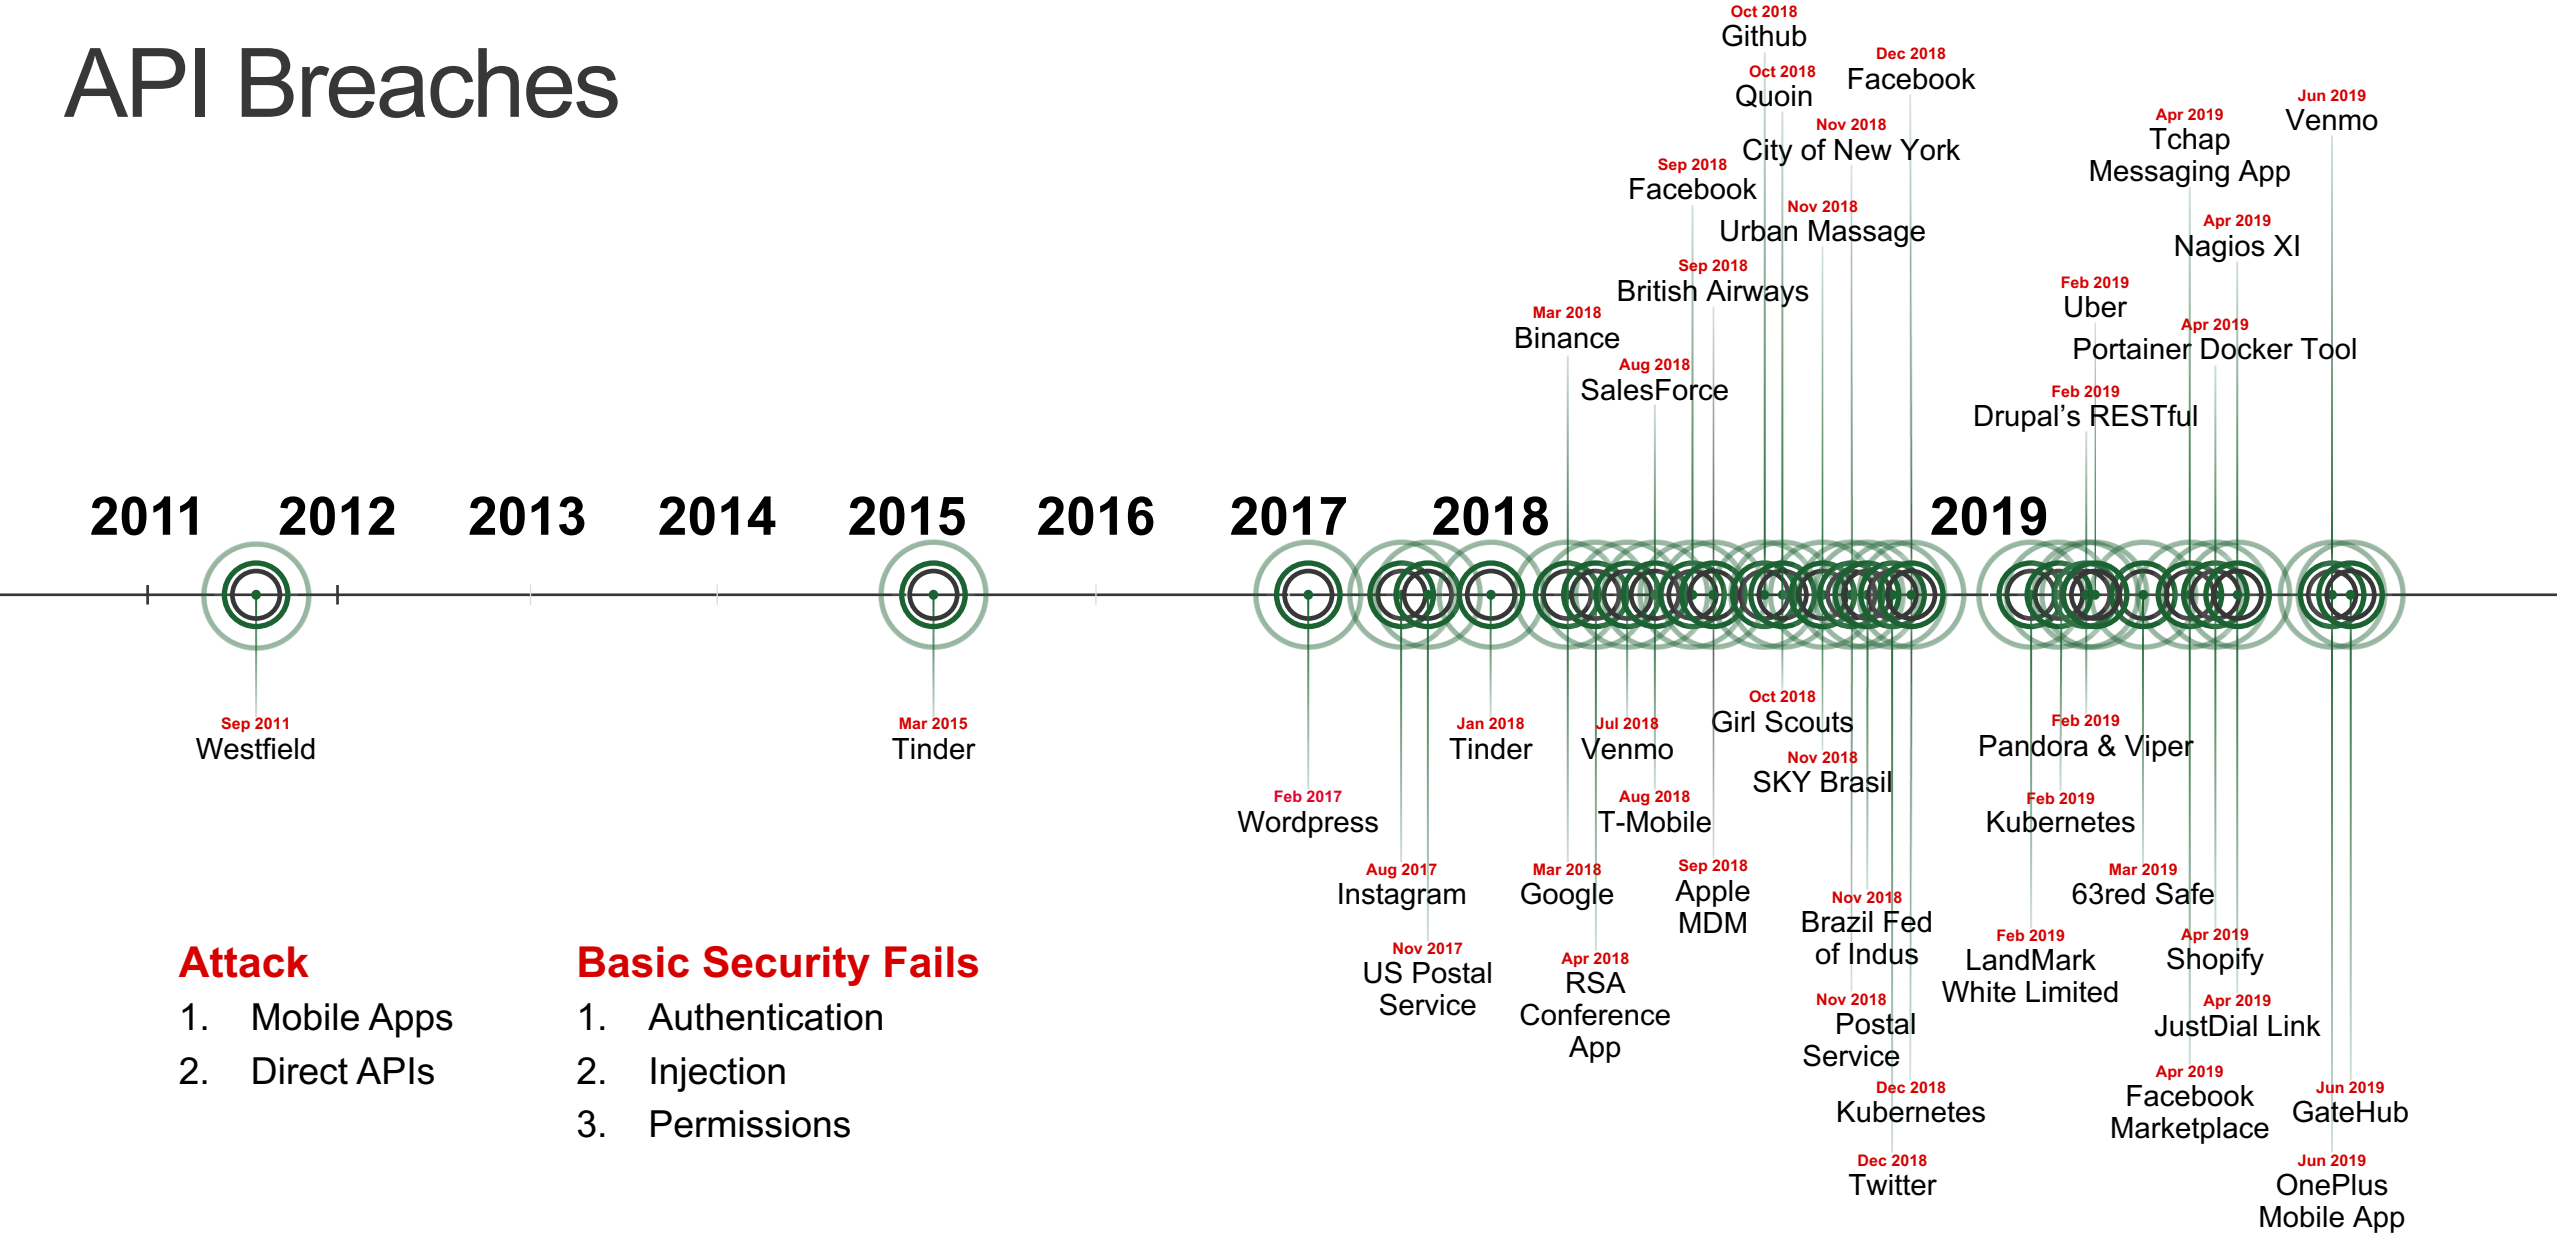 API Breaches
Oct 2018
Github
Oct 2018
Quoin
Dec 2018
Facebook
Nov 2018
City of New York
Sep 2018
Facebook
Nov 2018
Urban Massage
Sep 2018
British Airways
Mar 2018
Binance
Aug 2018
SalesForce
Jun 2019
Venmo
Apr 2019
Tchap
Messaging App
Apr 2019
Nagios XI
Feb 2019
Uber
Apr 2019
Portainer Docker Tool
Feb 2019
Drupal’s RESTful
2011 2012 2013 2014 2015 2016 2017 2018 2019
Sep 2011
Westfield
Mar 2015
Tinder
Feb 2017
Wordpress
Aug 2017
Instagram
Nov 2017
US Postal
Service
Jan 2018
Tinder
Mar 2018
Google
Apr 2018
RSA
Conference
App
Jul 2018
Venmo
Aug 2018
T-Mobile
Sep 2018
Apple
MDM
Oct 2018
Girl Scouts
Nov 2018
SKY Brasil
Nov 2018
Brazil Fed
of Indus
Nov 2018
Postal
Service
Dec 2018
Kubernetes
Dec 2018
Twitter
Feb 2019
Pandora & Viper
Feb 2019
Kubernetes
Mar 2019
63red Safe
Feb 2019
LandMark
White Limited
Apr 2019
Shopify
Apr 2019
JustDial Link
Apr 2019
Facebook
Marketplace
Jun 2019
GateHub
Jun 2019
OnePlus
Mobile App
Attack
1. Mobile Apps
2. Direct APIs
Basic Security Fails
1. Authentication
2. Injection
3. Permissions